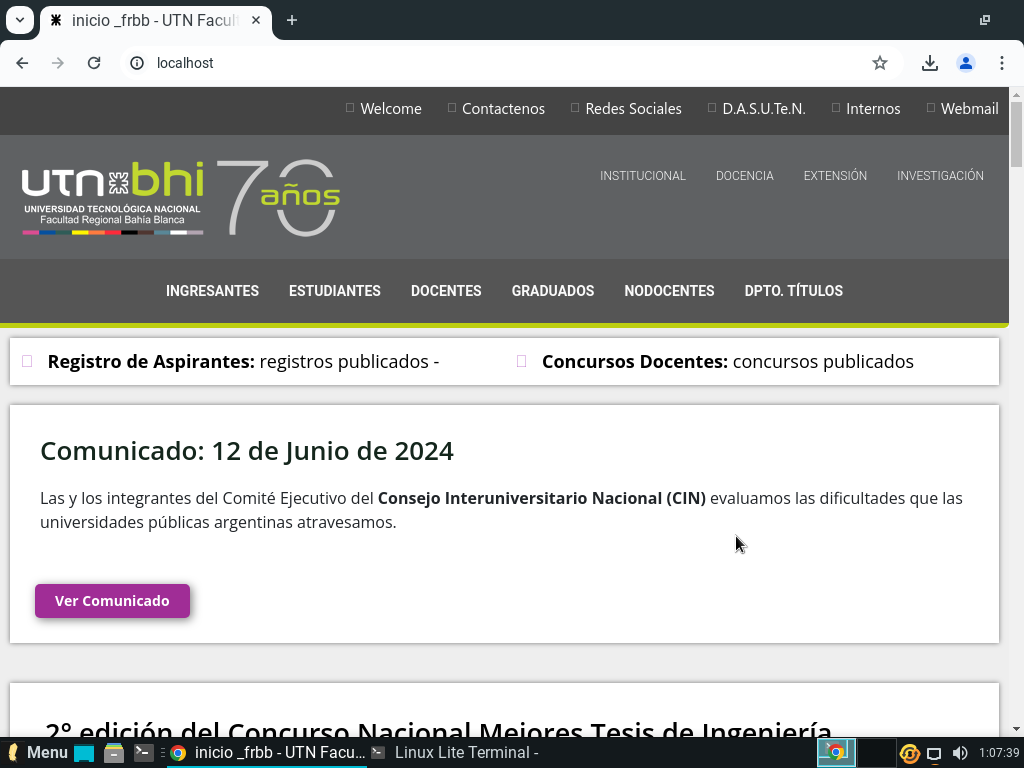 inicio _frbb - UTN Facul
localhost
Welcome Contactenos Redes Sociales D.A.S.U.Te.N. Internos Webmail
utn bhi 70 años
UNIVERSIDAD TECNOLÓGICA NACIONAL
Facultad Regional Bahía Blanca
INSTITUCIONAL DOCENCIA EXTENSIÓN INVESTIGACIÓN
INGRESANTES ESTUDIANTES DOCENTES GRADUADOS NODOCENTES DPTO. TÍTULOS
Registro de Aspirantes: registros publicados - Concursos Docentes: concursos publicados
Comunicado: 12 de Junio de 2024
Las y los integrantes del Comité Ejecutivo del Consejo Interuniversitario Nacional (CIN) evaluamos las dificultades que las
universidades públicas argentinas atravesamos.
Ver Comunicado
2° edición del Concurso Nacional Mejores Tesis de Ingeniería
Menu inicio _frbb - UTN Facu... Linux Lite Terminal - 1:07:39